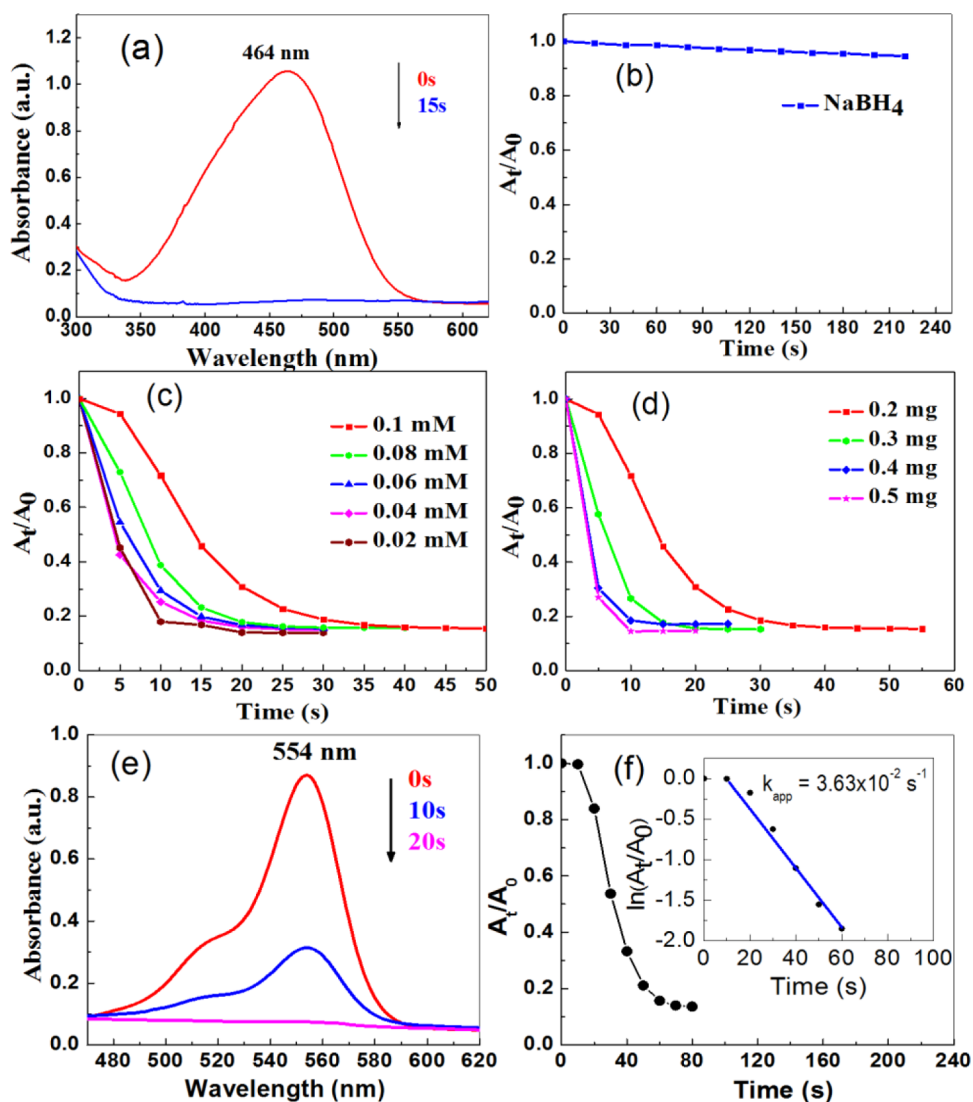 (a)
464 nm
0s
15s
1.2
1.0
0.8
0.6
0.4
0.2
0.0
300
350
400
450
500
550
600
Absorbance (a.u.)
Wavelength (nm)
(b)
NaBH4
1.0
0.8
0.6
0.4
0.2
0.0
0
30
60
90
120
150
180
210
240
At/A0
Time (s)
(c)
0.1 mM
0.08 mM
0.06 mM
0.04 mM
0.02 mM
1.0
0.8
0.6
0.4
0.2
0.0
0
5
10
15
20
25
30
35
40
45
50
At/A0
Time (s)
(d)
0.2 mg
0.3 mg
0.4 mg
0.5 mg
1.0
0.8
0.6
0.4
0.2
0.0
0
10
20
30
40
50
60
At/A0
Time (s)
(e)
554 nm
0s
10s
20s
1.0
0.8
0.6
0.4
0.2
0.0
480
500
520
540
560
580
600
620
Absorbance (a.u.)
Wavelength (nm)
(f)
kapp = 3.63x10-2 s-1
0.0
-0.5
-1.0
-1.5
-2.0
0
20
40
60
80
100
ln(At/A0)
Time (s)
1.0
0.8
0.6
0.4
0.2
0.0
0
20
40
60
80
100
120
140
160
At/A0
Time (s)